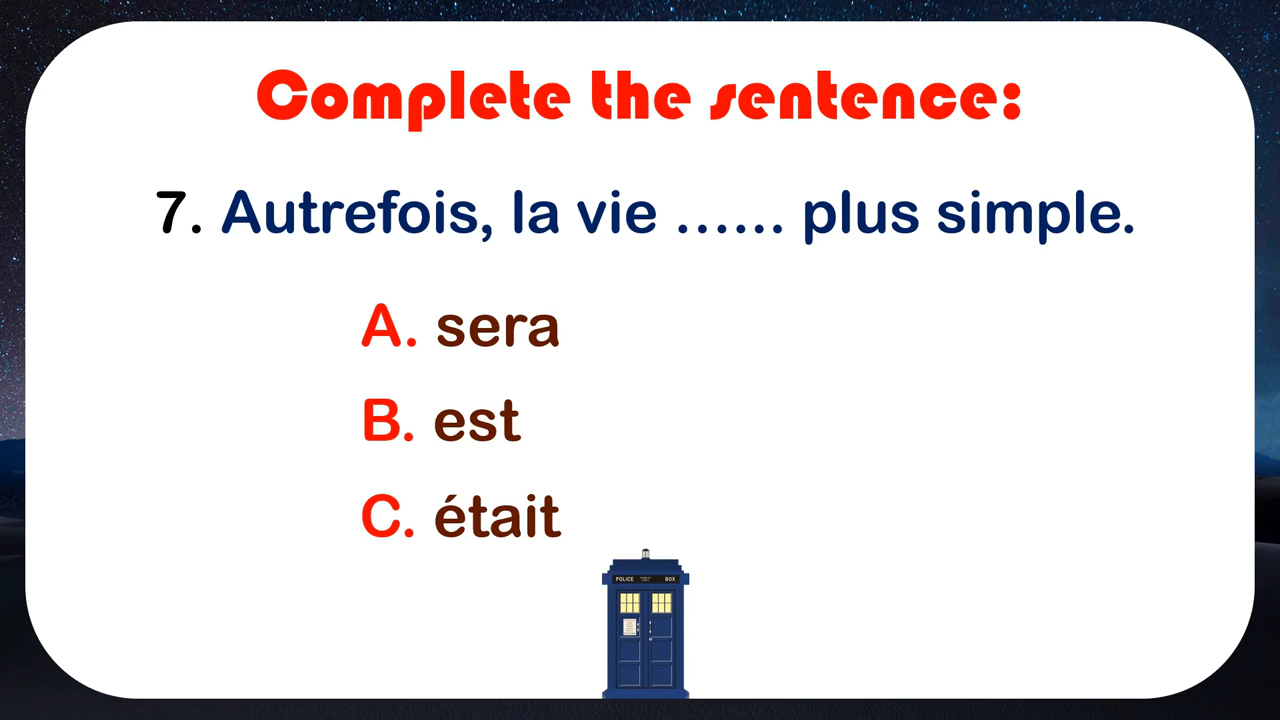 Complete the sentence:
7. Autrefois, la vie ...... plus simple.
A. sera
B. est
C. était
POLICE BOX